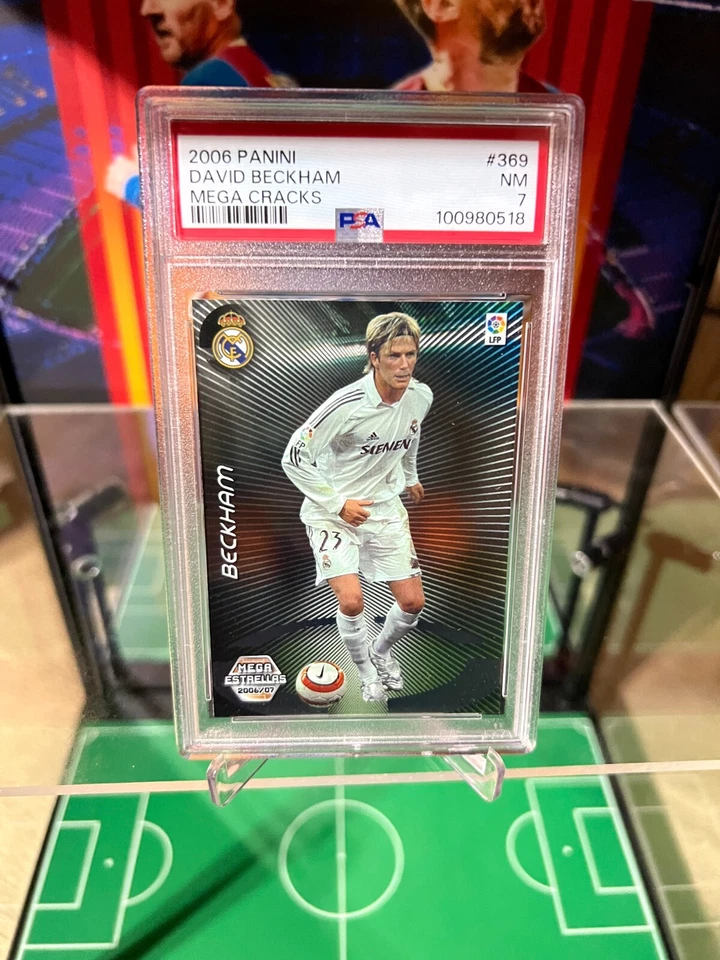 2006 PANINI #369
DAVID BECKHAM NM
MEGA CRACKS 7
PSA 100980518
LFP
SIEMENS
BECKHAM
23
MEGA
ESTRELLAS
2006/07